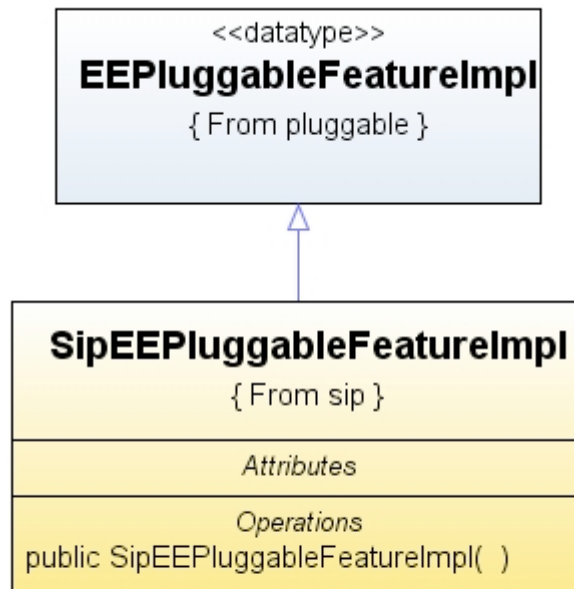 <<datatype>>
EEPluggableFeatureImpl
{ From pluggable }
SipEEPluggableFeatureImpl
{ From sip }
Attributes
Operations
public SipEEPluggableFeatureImpl(  )